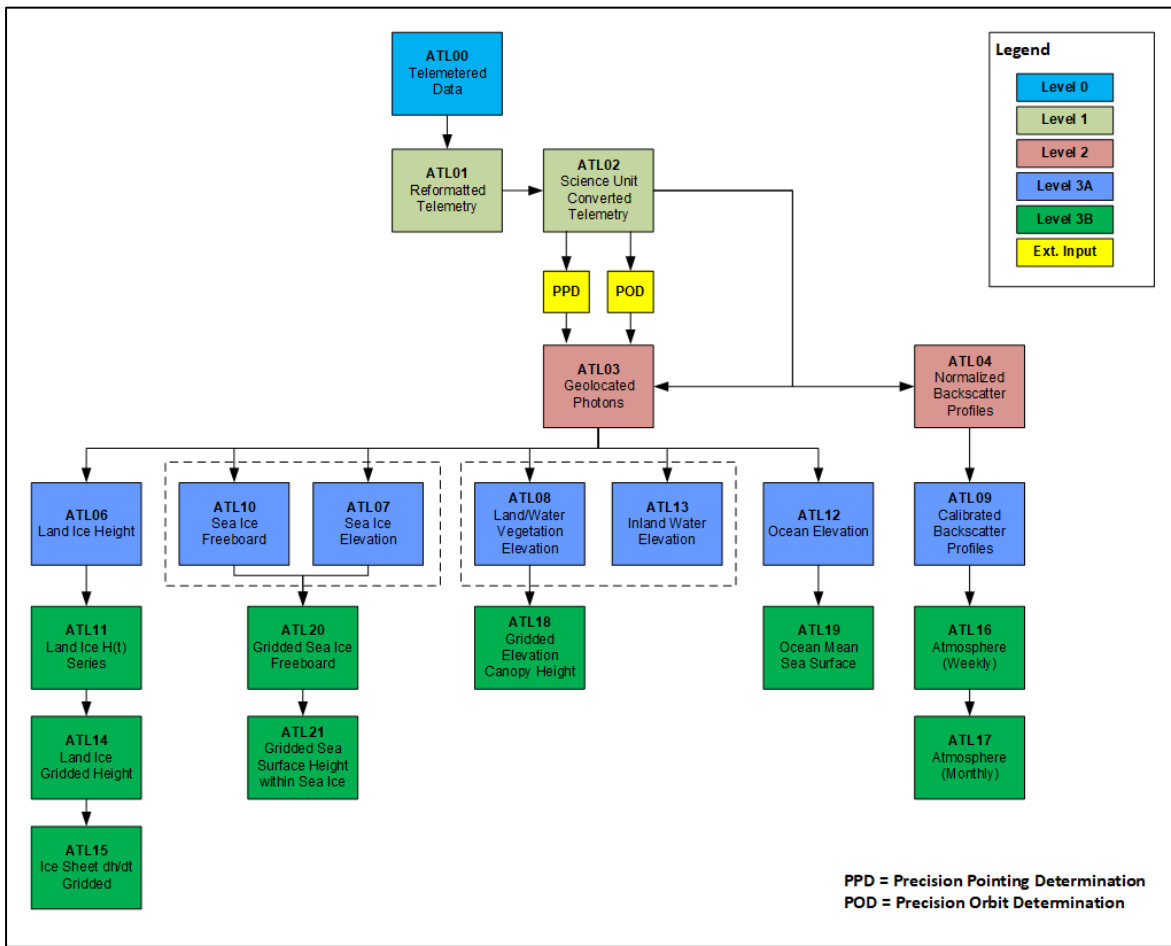 ATL00
Telemetered
Data
Legend
Level 0
Level 1
Level 2
Level 3A
Level 3B
Ext. Input
ATL01
Reformatted
Telemetry
ATL02
Science Unit
Converted
Telemetry
PPD
POD
ATL03
Geolocated
Photons
ATL04
Normalized
Backscatter
Profiles
ATL06
Land Ice Height
ATL10
Sea Ice
Freeboard
ATL07
Sea Ice
Elevation
ATL08
Land/Water
Vegetation
Elevation
ATL13
Inland Water
Elevation
ATL12
Ocean Elevation
ATL09
Calibrated
Backscatter
Profiles
ATL11
Land Ice H(t)
Series
ATL20
Gridded Sea Ice
Freeboard
ATL18
Gridded
Elevation
Canopy Height
ATL19
Ocean Mean
Sea Surface
ATL16
Atmosphere
(Weekly)
ATL14
Land Ice
Gridded Height
ATL21
Gridded Sea
Surface Height
within Sea Ice
ATL17
Atmosphere
(Monthly)
ATL15
Ice Sheet dh/dt
Gridded
PPD = Precision Pointing Determination
POD = Precision Orbit Determination